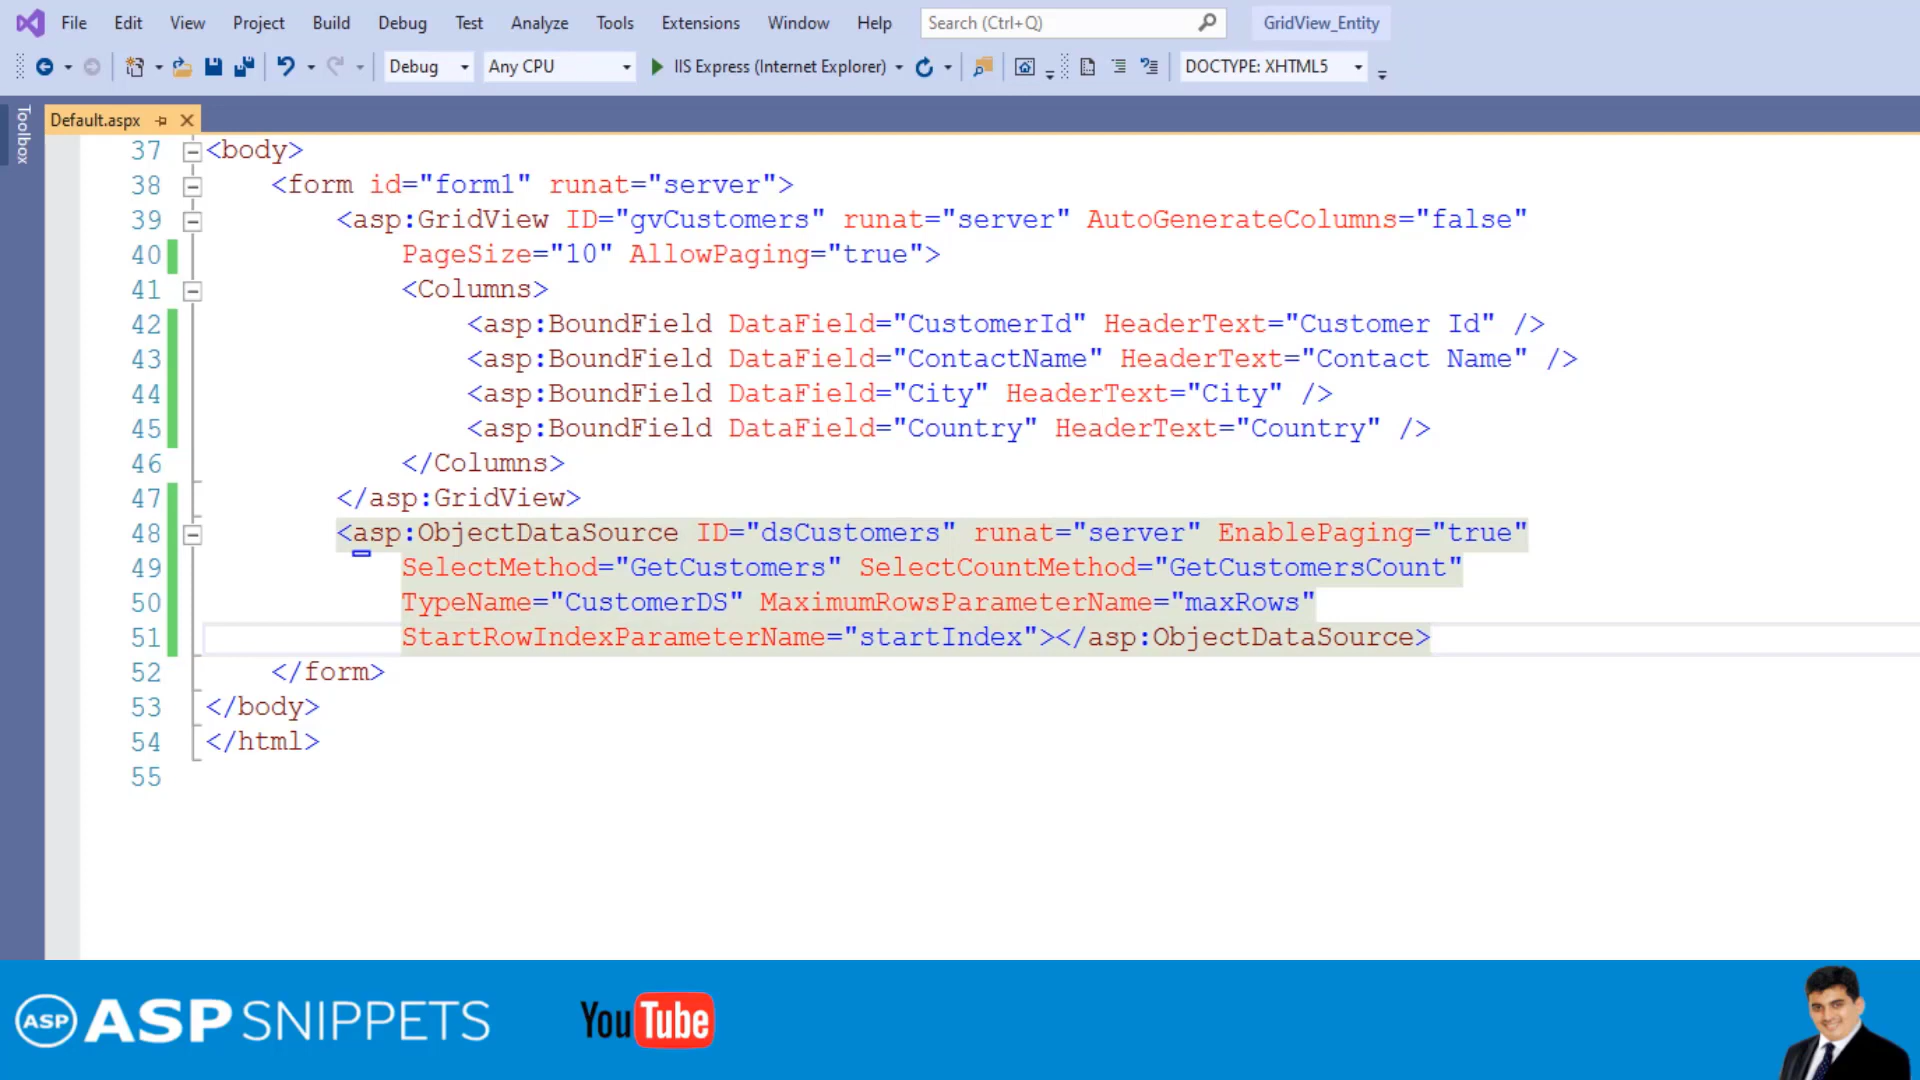 File Edit View Project Build Debug Test Analyze Tools Extensions Window Help Search (Ctrl+Q) GridView_Entity
Debug Any CPU IIS Express (Internet Explorer) DOCTYPE: XHTML5
Toolbox
Default.aspx
37 <body>
38 <form id="form1" runat="server">
39 <asp:GridView ID="gvCustomers" runat="server" AutoGenerateColumns="false"
40 PageSize="10" AllowPaging="true">
41 <Columns>
42 <asp:BoundField DataField="CustomerId" HeaderText="Customer Id" />
43 <asp:BoundField DataField="ContactName" HeaderText="Contact Name" />
44 <asp:BoundField DataField="City" HeaderText="City" />
45 <asp:BoundField DataField="Country" HeaderText="Country" />
46 </Columns>
47 </asp:GridView>
48 <asp:ObjectDataSource ID="dsCustomers" runat="server" EnablePaging="true"
49 SelectMethod="GetCustomers" SelectCountMethod="GetCustomersCount"
50 TypeName="CustomerDS" MaximumRowsParameterName="maxRows"
51 StartRowIndexParameterName="startIndex"></asp:ObjectDataSource>
52 </form>
53 </body>
54 </html>
55
ASP ASPSNIPPETS YouTube